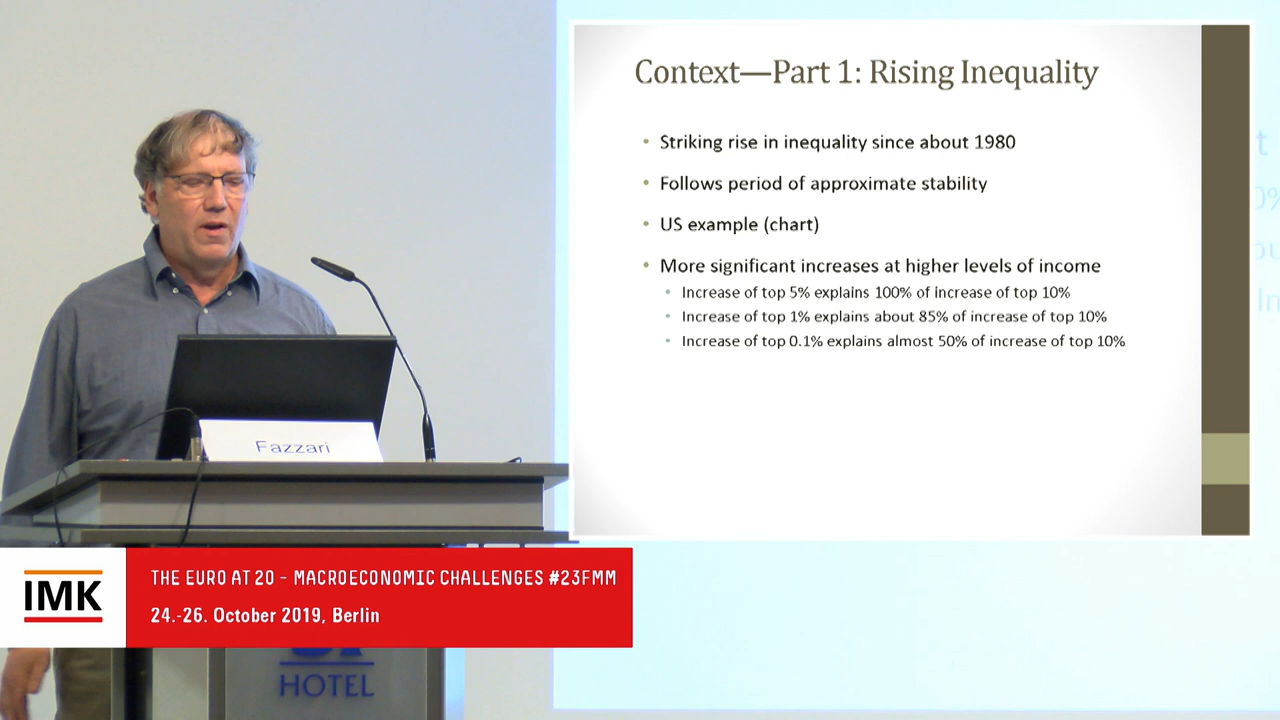 Context—Part 1: Rising Inequality
• Striking rise in inequality since about 1980
• Follows period of approximate stability
• US example (chart)
• More significant increases at higher levels of income
• Increase of top 5% explains 100% of increase of top 10%
• Increase of top 1% explains about 85% of increase of top 10%
• Increase of top 0.1% explains almost 50% of increase of top 10%
Fazzari
IMK
THE EURO AT 20 - MACROECONOMIC CHALLENGES #23FMM
24.-26. October 2019, Berlin
HOTEL